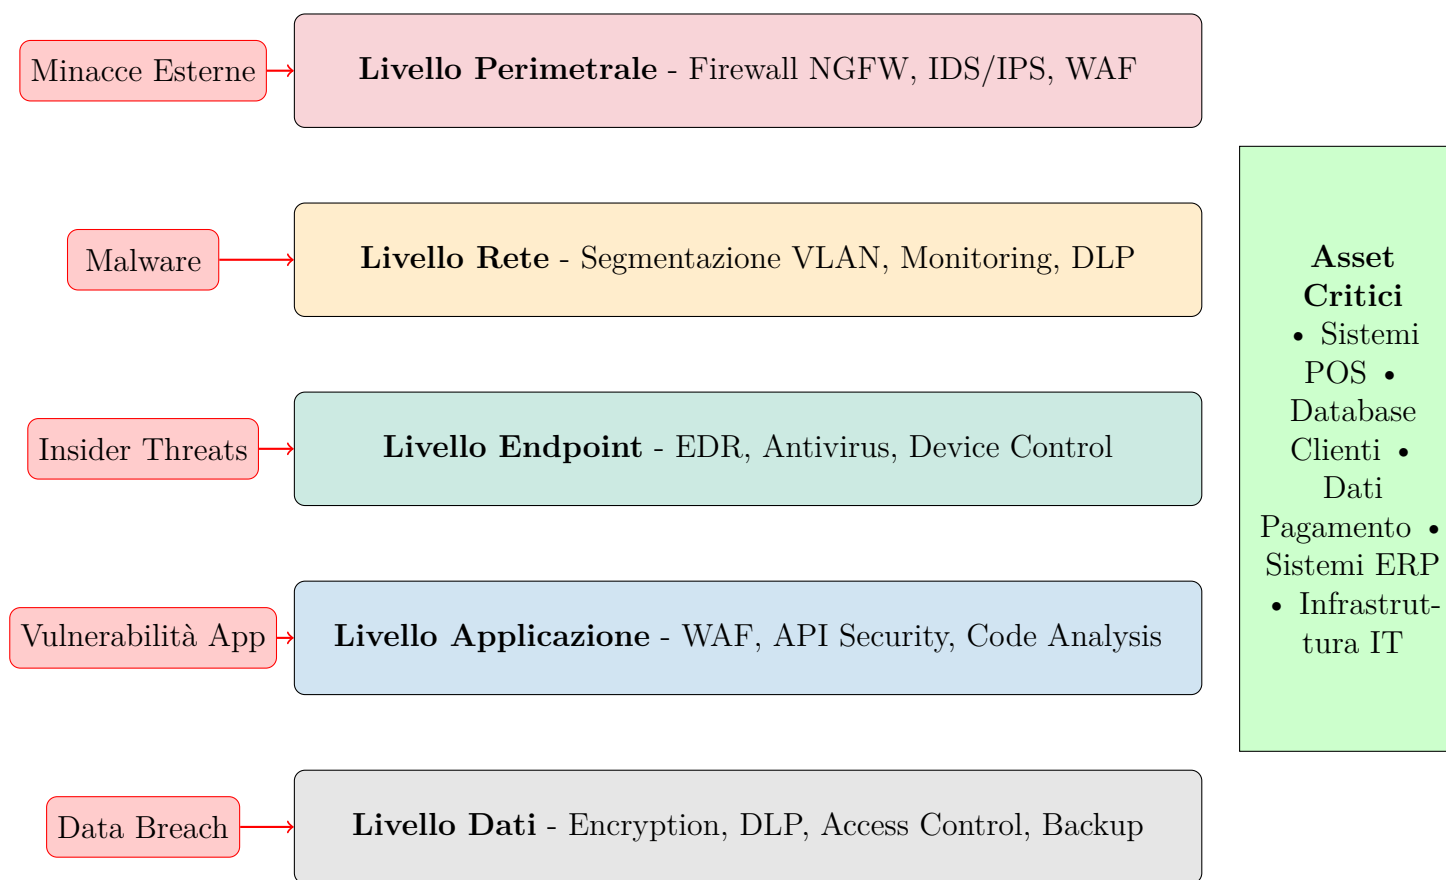 Minacce Esterne
Livello Perimetrale - Firewall NGFW, IDS/IPS, WAF
Malware
Livello Rete - Segmentazione VLAN, Monitoring, DLP
Insider Threats
Livello Endpoint - EDR, Antivirus, Device Control
Vulnerabilità App
Livello Applicazione - WAF, API Security, Code Analysis
Data Breach
Livello Dati - Encryption, DLP, Access Control, Backup
Asset
Critici
• Sistemi
POS •
Database
Clienti •
Dati
Pagamento •
Sistemi ERP
• Infrastrut-
tura IT